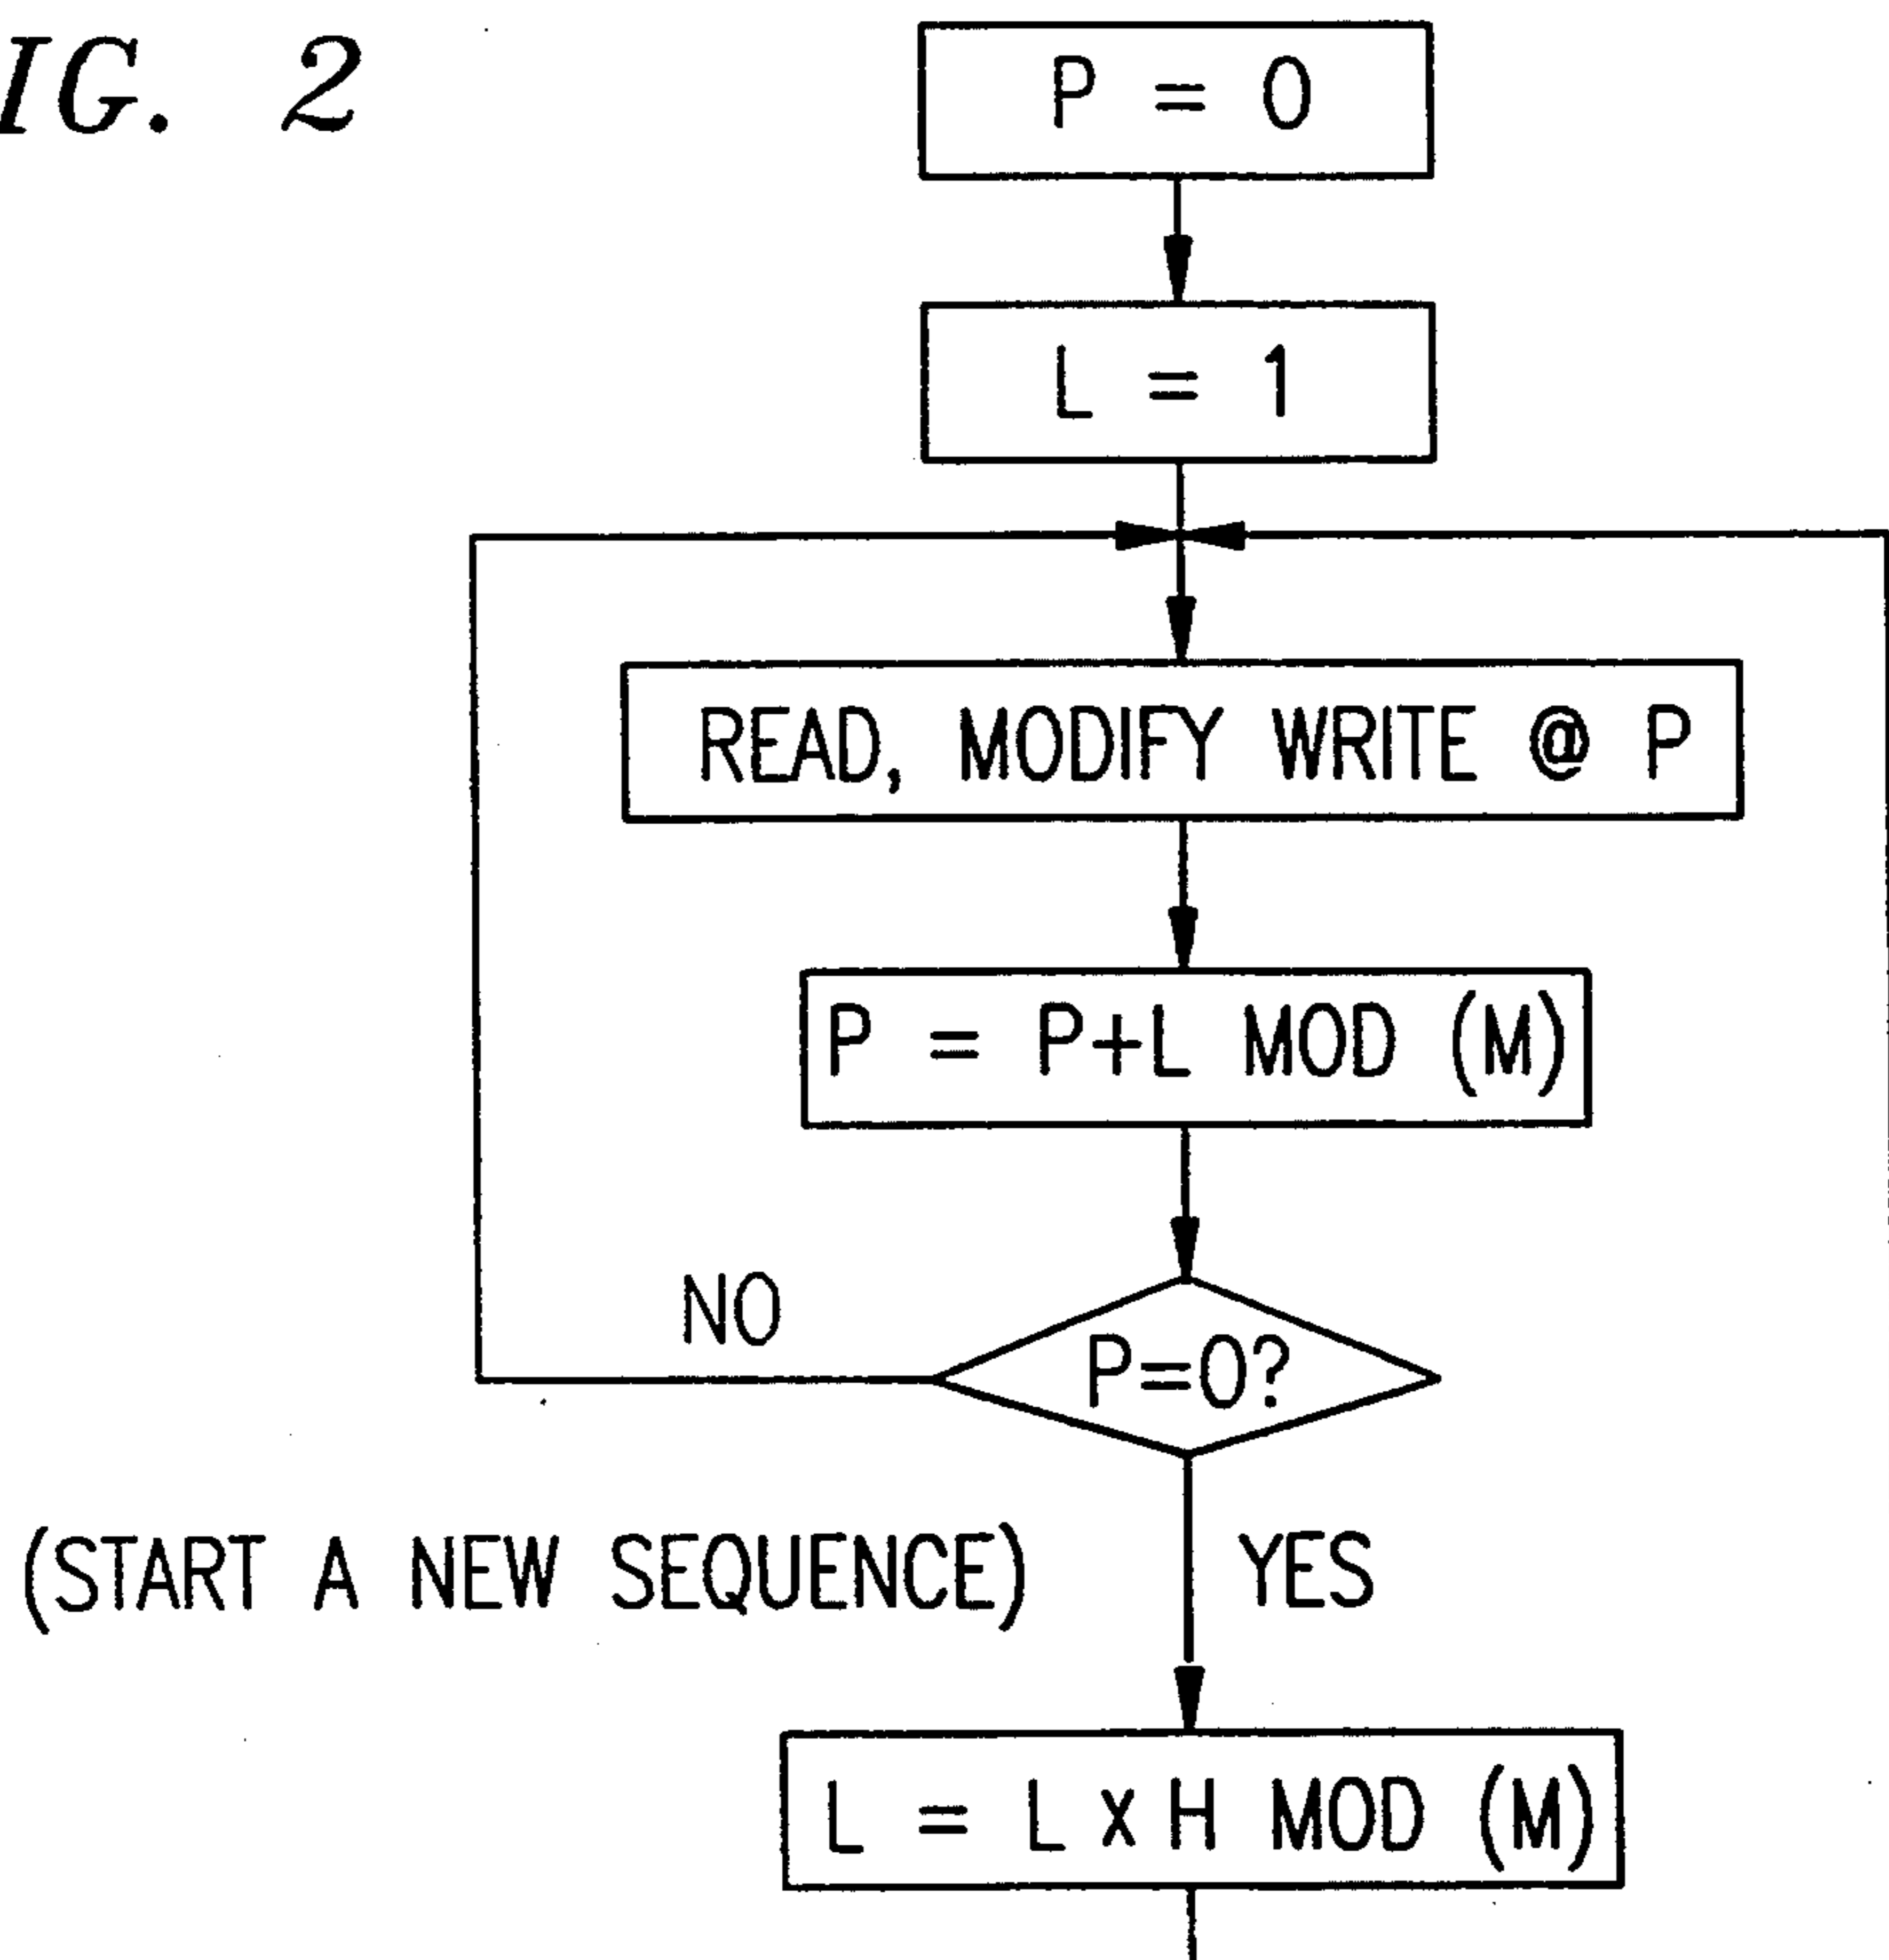 IG. 2
P = 0
L = 1
READ, MODIFY WRITE @ P
P = P+L MOD (M)
NO
P=0?
(START A NEW SEQUENCE)
YES
L = L x H MOD (M)